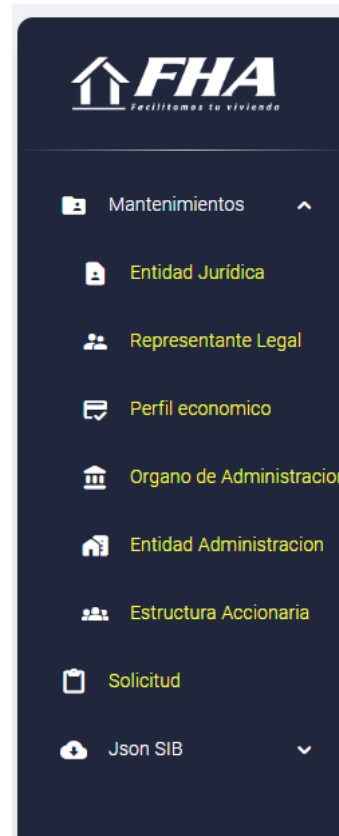 FHA
Facilitamos tu vivienda
Mantenimientos
Entidad Jurídica
Representante Legal
Perfil economico
Organo de Administracion
Entidad Administracion
Estructura Accionaria
Solicitud
Json SIB